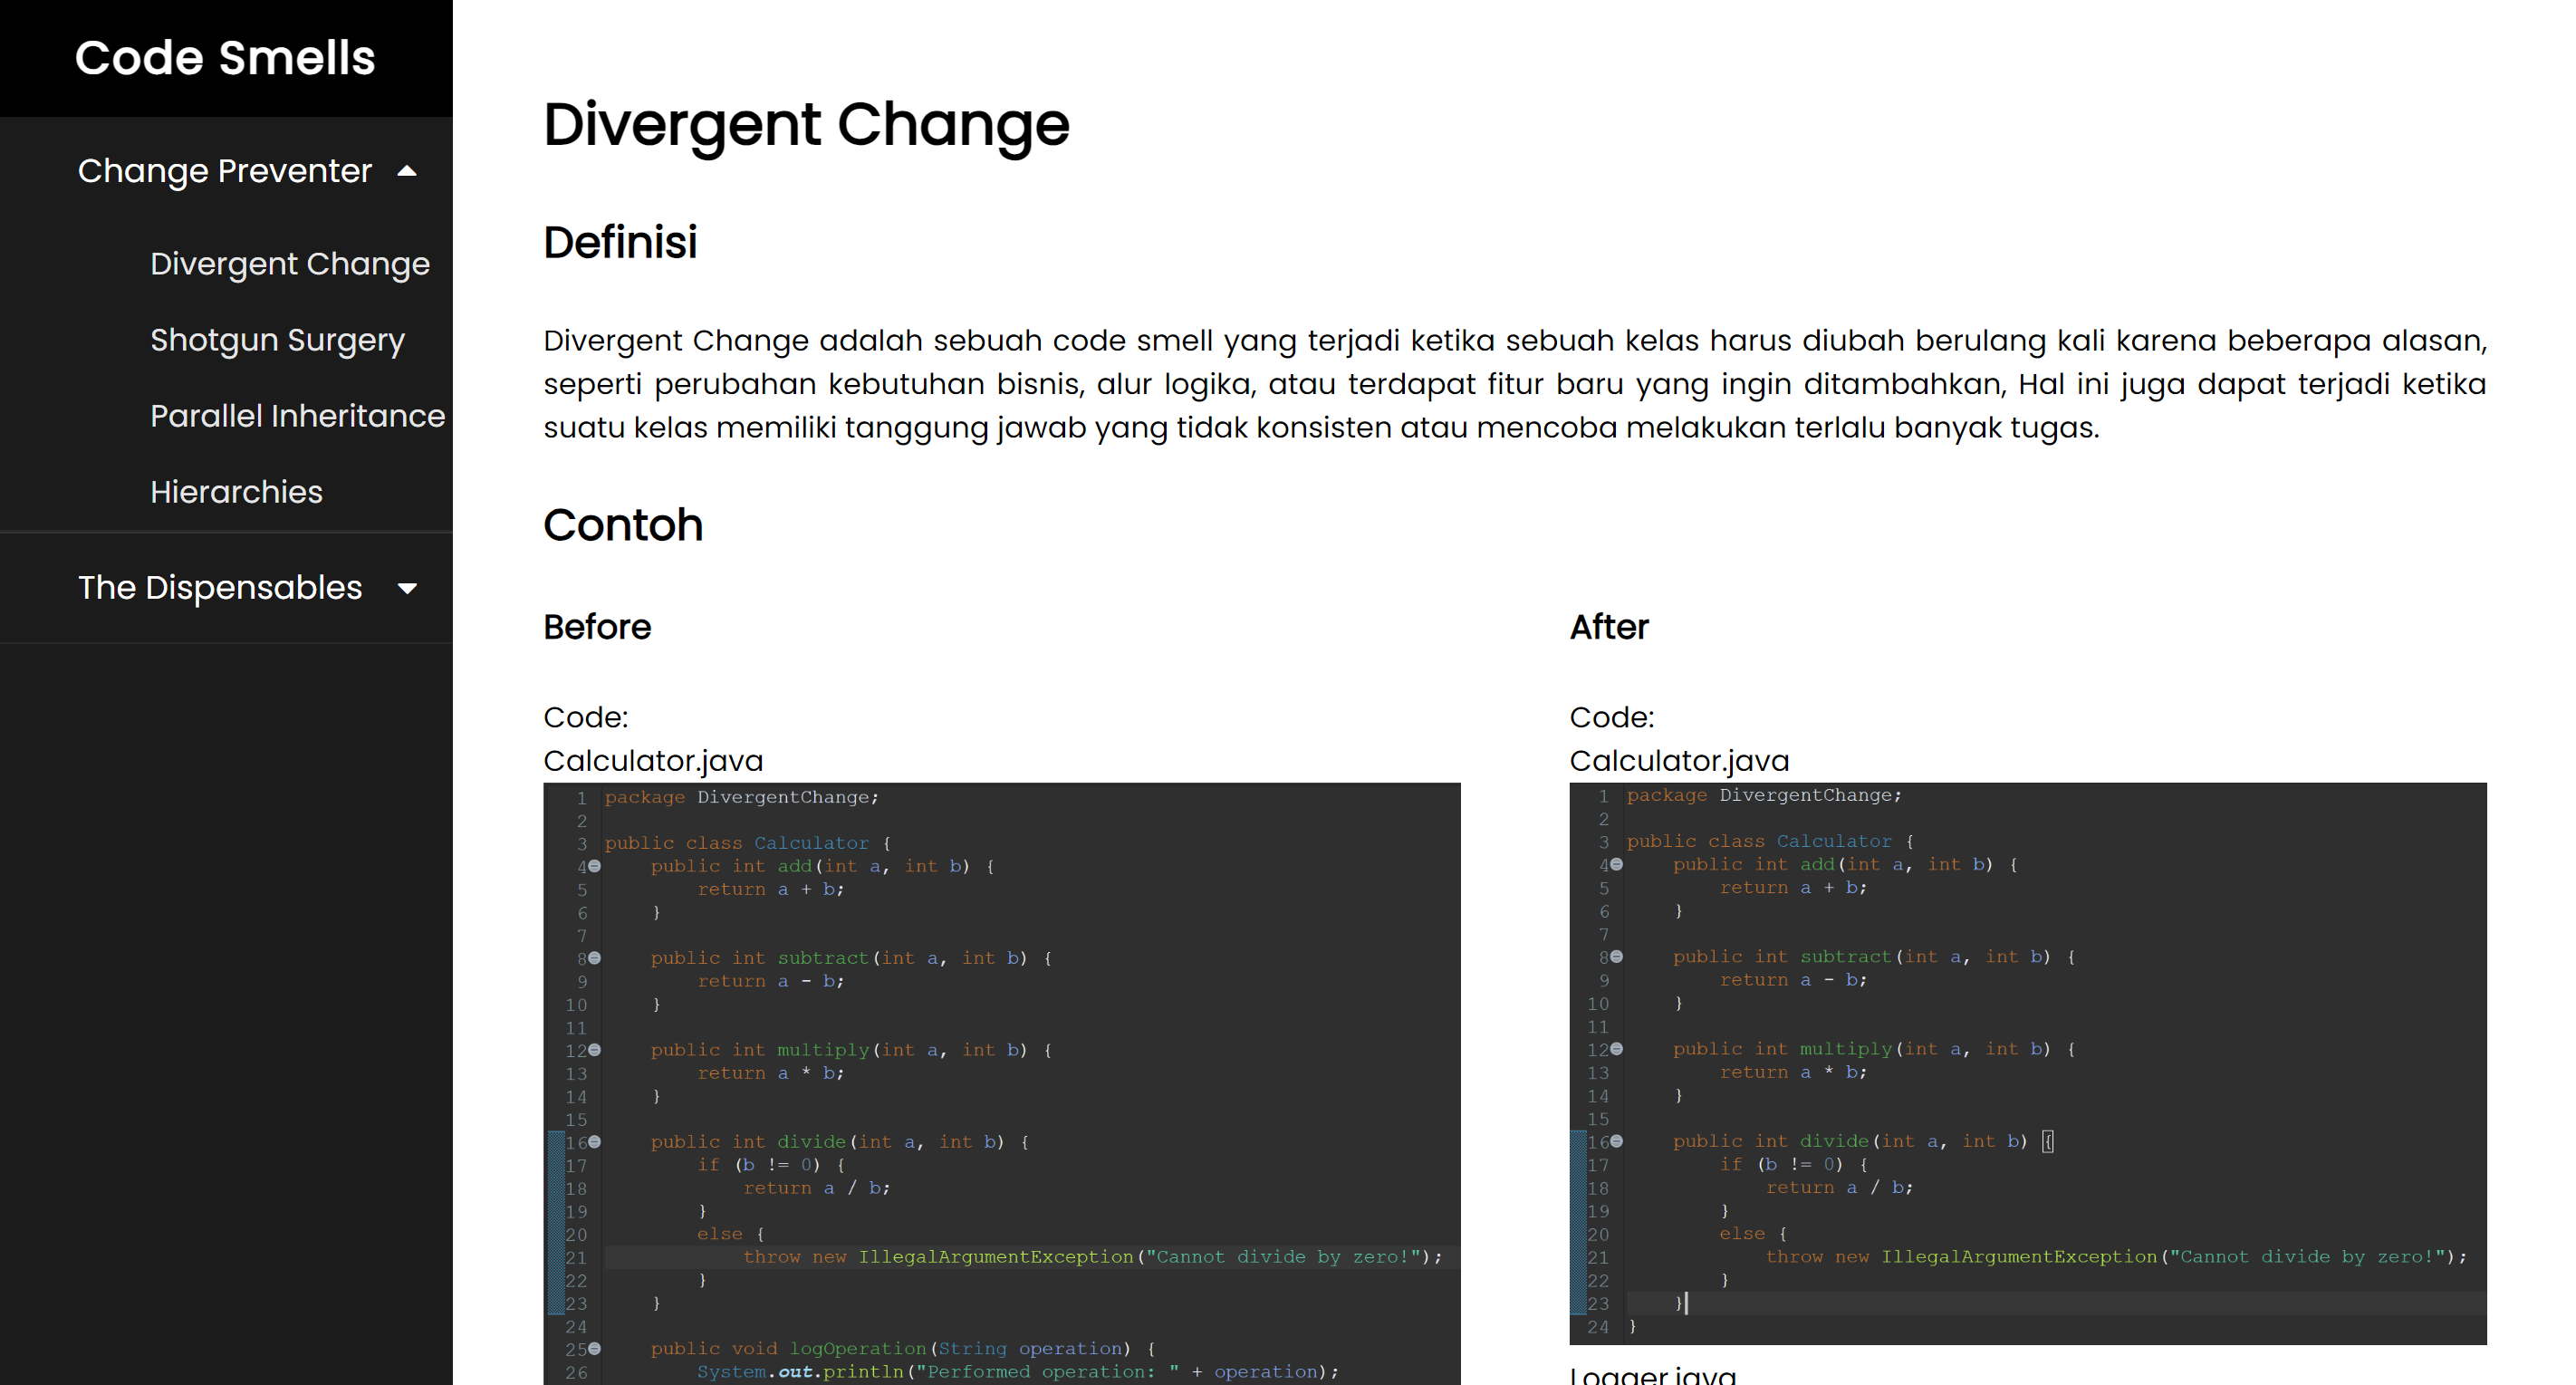 Code Smells
Change Preventer
Divergent Change
Shotgun Surgery
Parallel Inheritance
Hierarchies
The Dispensables
Divergent Change
Definisi
Divergent Change adalah sebuah code smell yang terjadi ketika sebuah kelas harus diubah berulang kali karena beberapa alasan,
seperti perubahan kebutuhan bisnis, alur logika, atau terdapat fitur baru yang ingin ditambahkan, Hal ini juga dapat terjadi ketika
suatu kelas memiliki tanggung jawab yang tidak konsisten atau mencoba melakukan terlalu banyak tugas.
Contoh
Before
Code:
Calculator.java
1 package DivergentChange;
2
3 public class Calculator {
4 public int add(int a, int b) {
5 return a + b;
6 }
7
8 public int subtract(int a, int b) {
9 return a - b;
10 }
11
12 public int multiply(int a, int b) {
13 return a * b;
14 }
15
16 public int divide(int a, int b) {
17 if (b != 0) {
18 return a / b;
19 }
20 else {
21 throw new IllegalArgumentException("Cannot divide by zero!");
22 }
23 }
24
25 public void logOperation(String operation) {
26 System.out.println("Performed operation: " + operation);
After
Code:
Calculator.java
1 package DivergentChange;
2
3 public class Calculator {
4 public int add(int a, int b) {
5 return a + b;
6 }
7
8 public int subtract(int a, int b) {
9 return a - b;
10 }
11
12 public int multiply(int a, int b) {
13 return a * b;
14 }
15
16 public int divide(int a, int b) {
17 if (b != 0) {
18 return a / b;
19 }
20 else {
21 throw new IllegalArgumentException("Cannot divide by zero!");
22 }
23 }
24 }
Logger.java